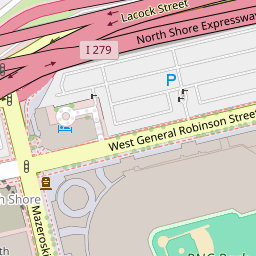 Lacock Street
North Shore Expressway
I 279
P
West General Robinson Street
Shore
Mazeroski